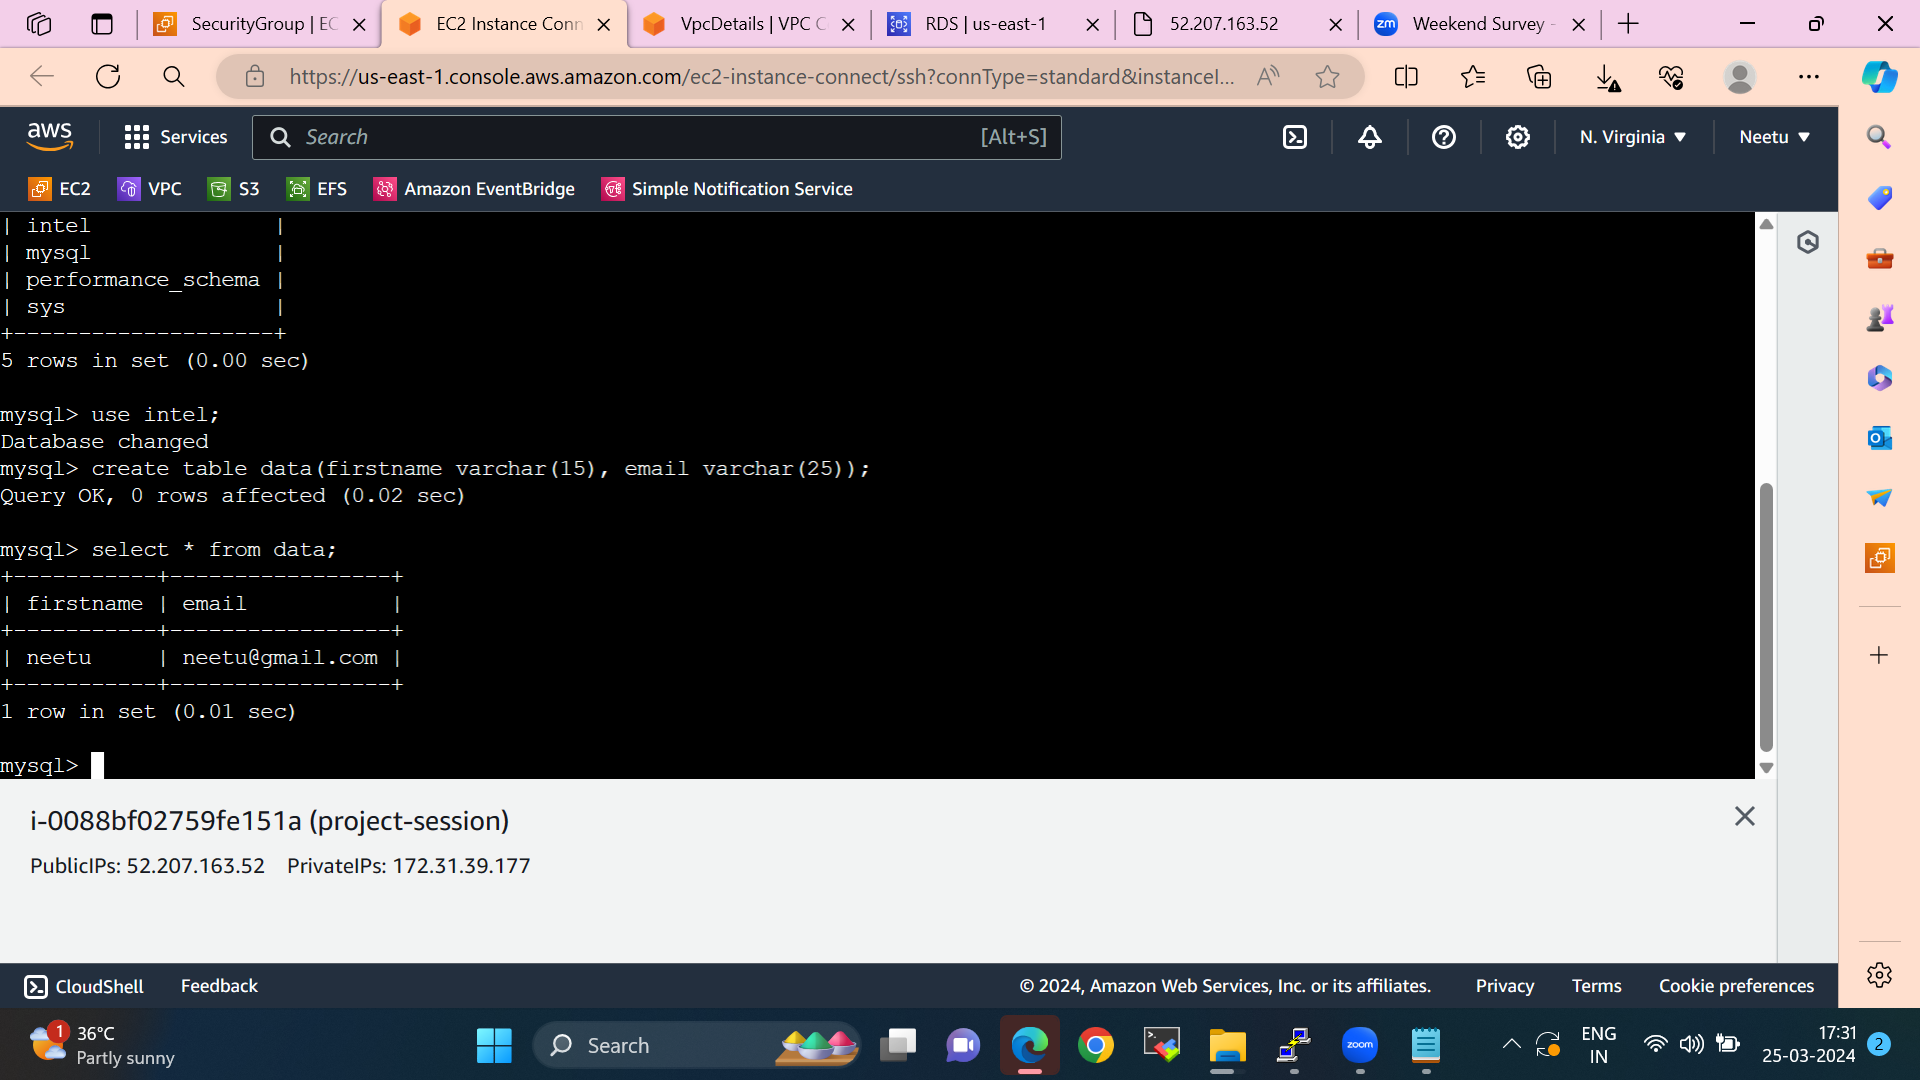 SecurityGroup | EC
EC2 Instance Conn
VpcDetails | VPC C
RDS | us-east-1
52.207.163.52
zm
Weekend Survey -
https://us-east-1.console.aws.amazon.com/ec2-instance-connect/ssh?connType=standard&instanceI...
aws
Services
Search
[Alt+S]
N. Virginia
Neetu
EC2
VPC
S3
EFS
Amazon EventBridge
Simple Notification Service
| intel              |
| mysql              |
| performance_schema |
| sys                |
+--------------------+
5 rows in set (0.00 sec)
mysql> use intel;
Database changed
mysql> create table data(firstname varchar(15), email varchar(25));
Query OK, 0 rows affected (0.02 sec)
mysql> select * from data;
+-----------+-----------------+
| firstname | email           |
+-----------+-----------------+
| neetu     | neetu@gmail.com |
+-----------+-----------------+
1 row in set (0.01 sec)
mysql>
i-0088bf02759fe151a (project-session)
PublicIPs: 52.207.163.52 PrivateIPs: 172.31.39.177
CloudShell
Feedback
© 2024, Amazon Web Services, Inc. or its affiliates.
Privacy
Terms
Cookie preferences
1
36°C
Partly sunny
Search
zoom
ENG
IN
17:31
25-03-2024
2